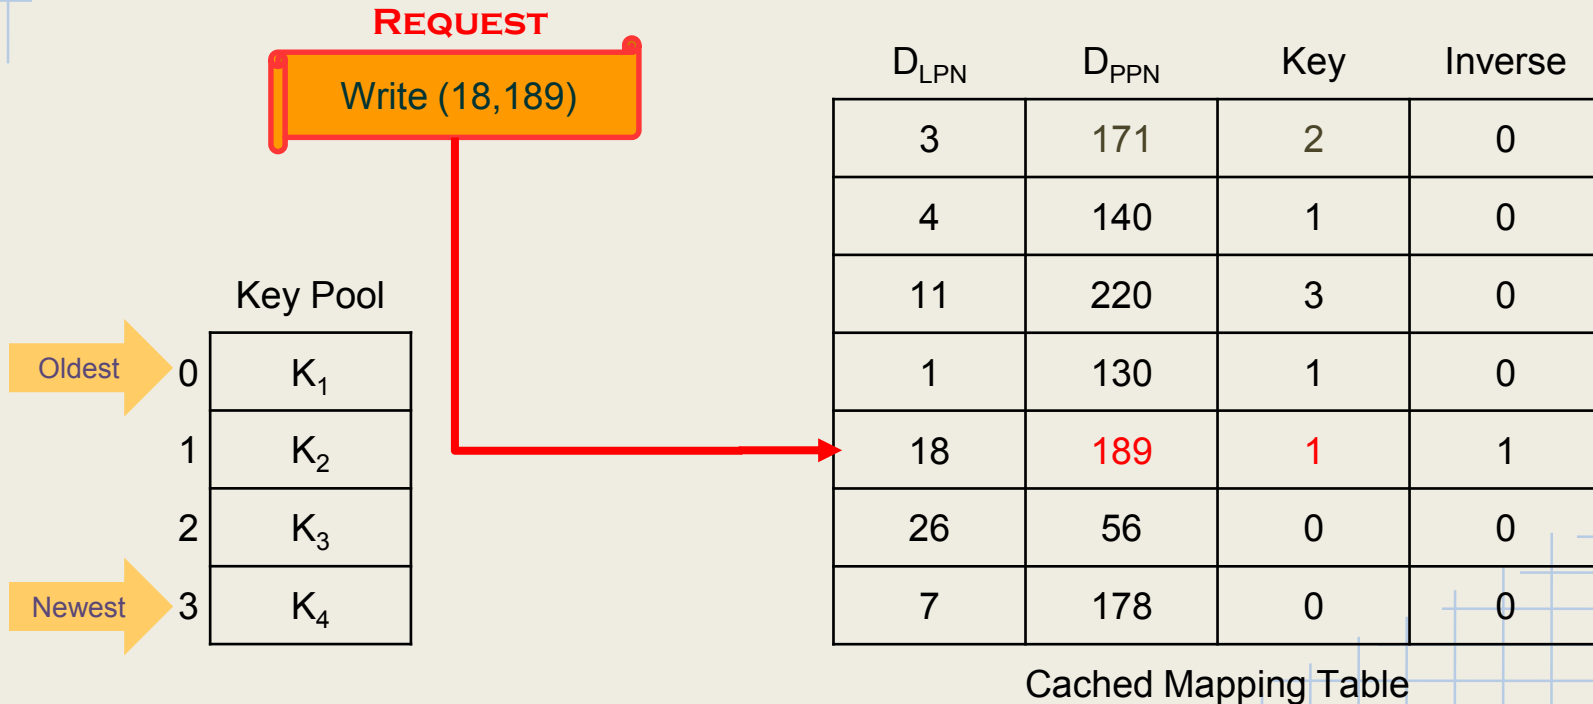 REQUEST
Write (18,189)
Key Pool
Oldest 0 K1
1 K2
2 K3
Newest 3 K4
DLPN DPPN Key Inverse
3 171 2 0
4 140 1 0
11 220 3 0
1 130 1 0
18 189 1 1
26 56 0 0
7 178 0 0
Cached Mapping Table